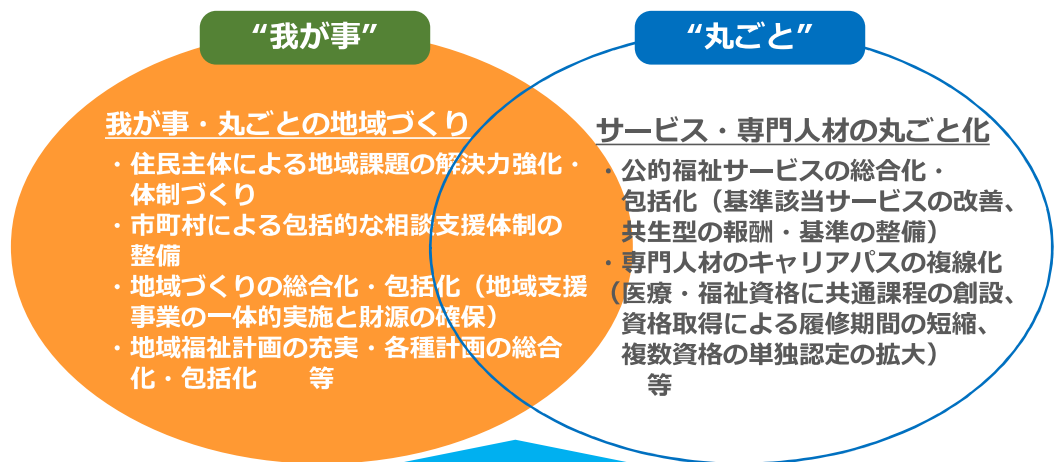 “我が事”
我が事・丸ごとの地域づくり
・住民主体による地域課題の解決力強化・
体制づくり
・市町村による包括的な相談支援体制の
整備
・地域づくりの総合化・包括化（地域支援
事業の一体的実施と財源の確保）
・地域福祉計画の充実・各種計画の総合
化・包括化　　等
“丸ごと”
サービス・専門人材の丸ごと化
・公的福祉サービスの総合化・
包括化（基準該当サービスの改善、
共生型の報酬・基準の整備）
・専門人材のキャリアパスの複線化
（医療・福祉資格に共通課程の創設、
資格取得による履修期間の短縮、
複数資格の単独認定の拡大）
等